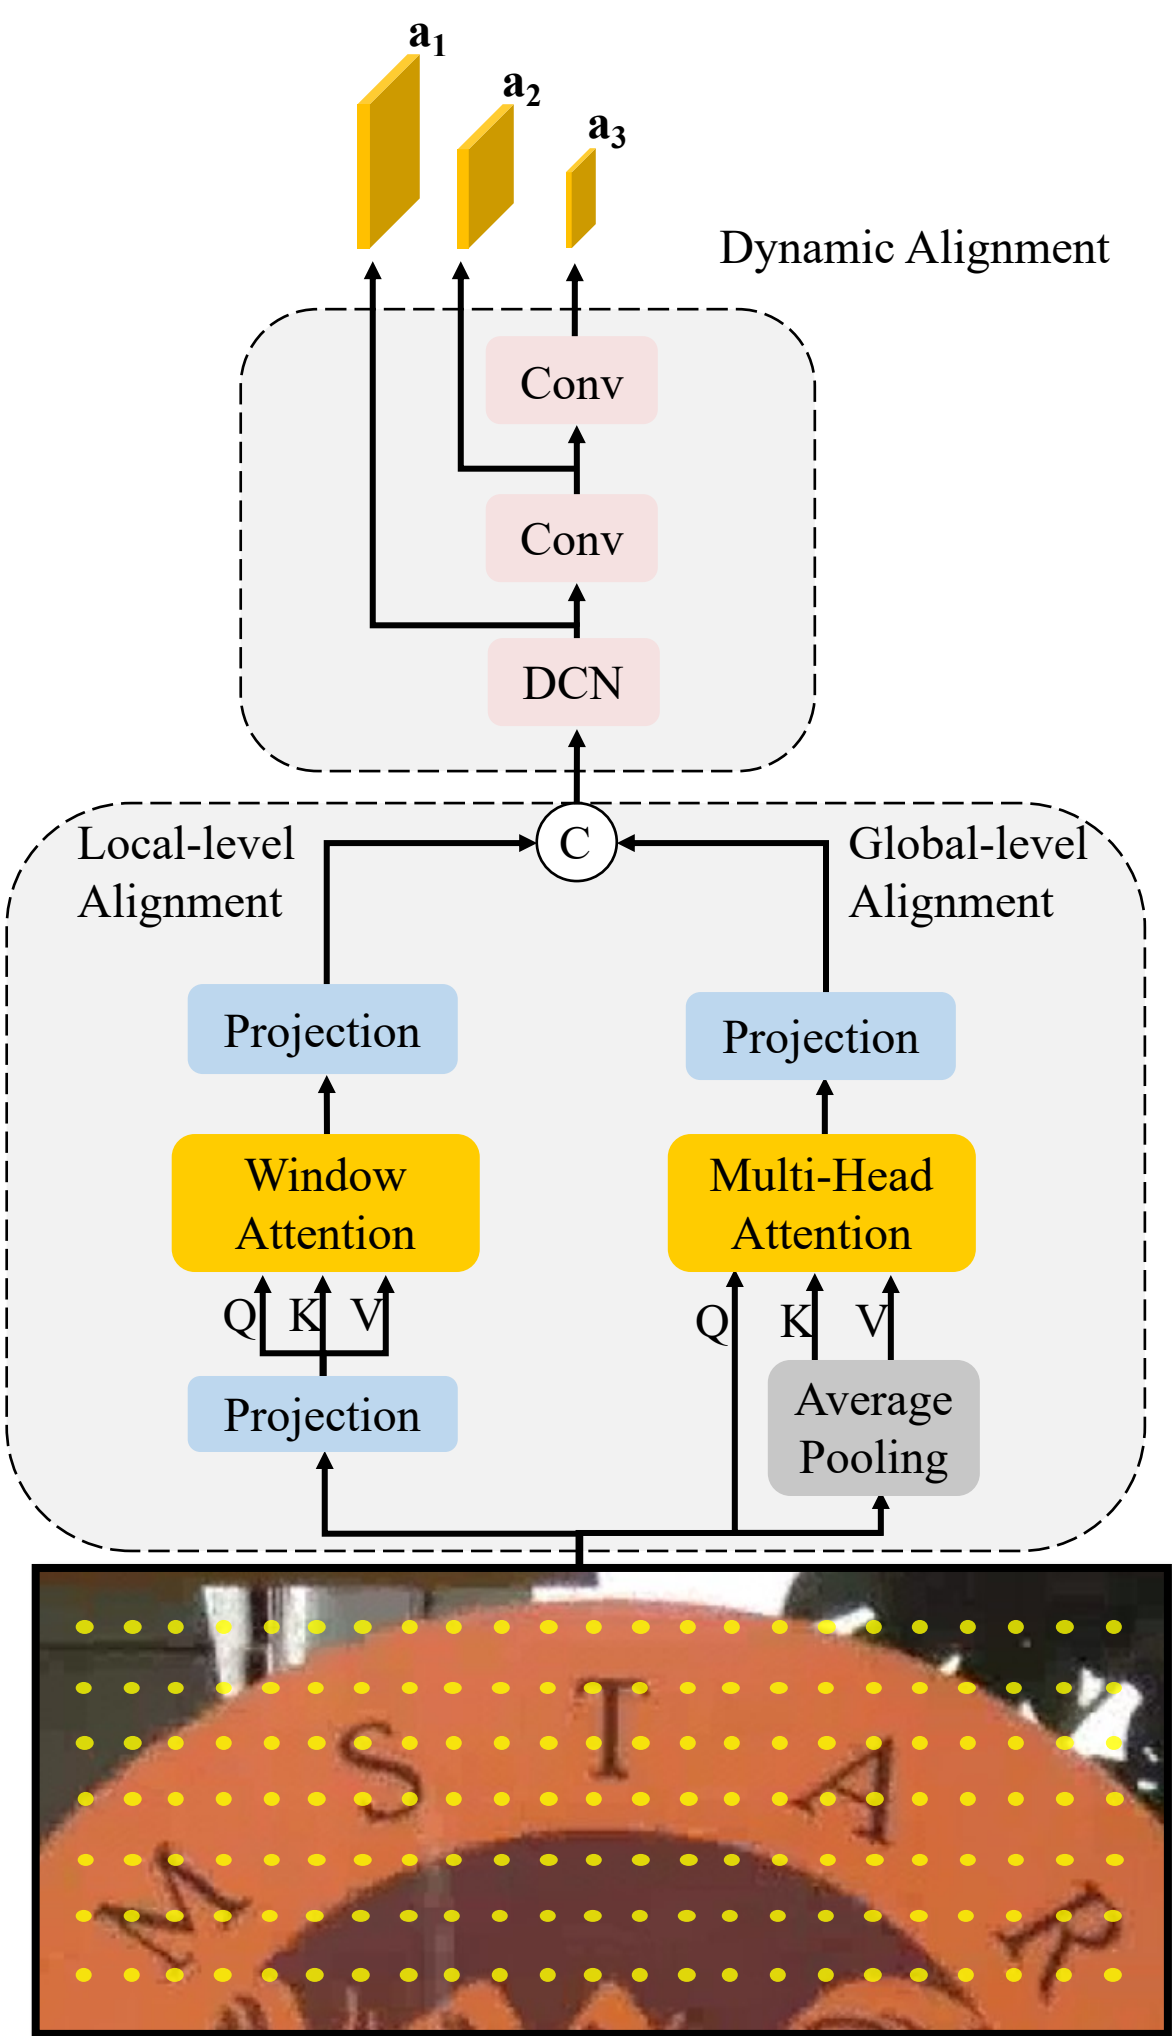 a1
a2
a3
Dynamic Alignment
Conv
Conv
DCN
C
Local-level
Alignment
Global-level
Alignment
Projection
Projection
Window
Attention
Multi-Head
Attention
Q K V
Q K V
Projection
Average
Pooling
M S T A R